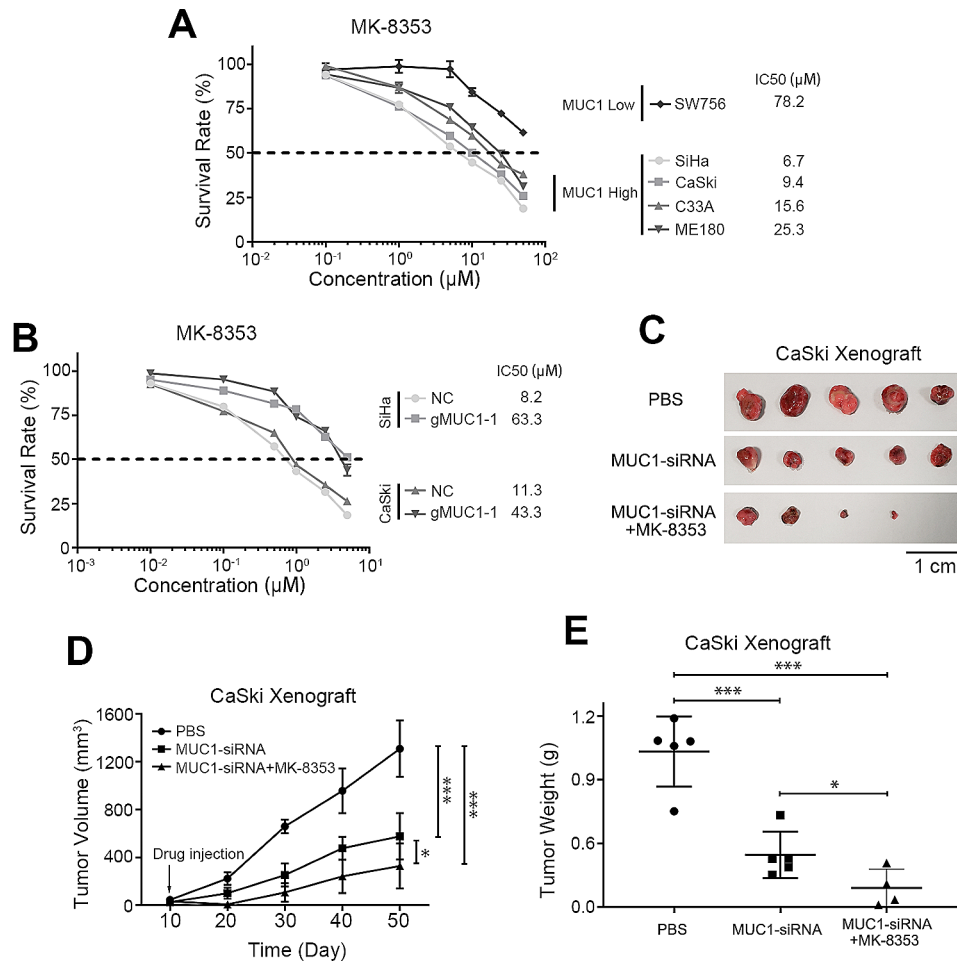 A
MK-8353
Survival Rate (%)
100
75
50
25
0
10-2
10-1
100
101
102
Concentration (µM)
IC50 (µM)
MUC1 Low
SW756
78.2
MUC1 High
SiHa
6.7
CaSki
9.4
C33A
15.6
ME180
25.3
B
MK-8353
Survival Rate (%)
100
75
50
25
0
10-3
10-2
10-1
100
101
Concentration (µM)
IC50 (µM)
SiHa
NC
8.2
gMUC1-1
63.3
CaSki
NC
11.3
gMUC1-1
43.3
C
CaSki Xenograft
PBS
MUC1-siRNA
MUC1-siRNA
+MK-8353
1 cm
D
CaSki Xenograft
Tumor Volume (mm3)
1600
1200
800
400
0
PBS
MUC1-siRNA
MUC1-siRNA+MK-8353
Drug injection
***
***
*
10
20
30
40
50
Time (Day)
E
CaSki Xenograft
***
***
*
Tumor Weight (g)
1.2
0.9
0.6
0.0
PBS
MUC1-siRNA
MUC1-siRNA
+MK-8353